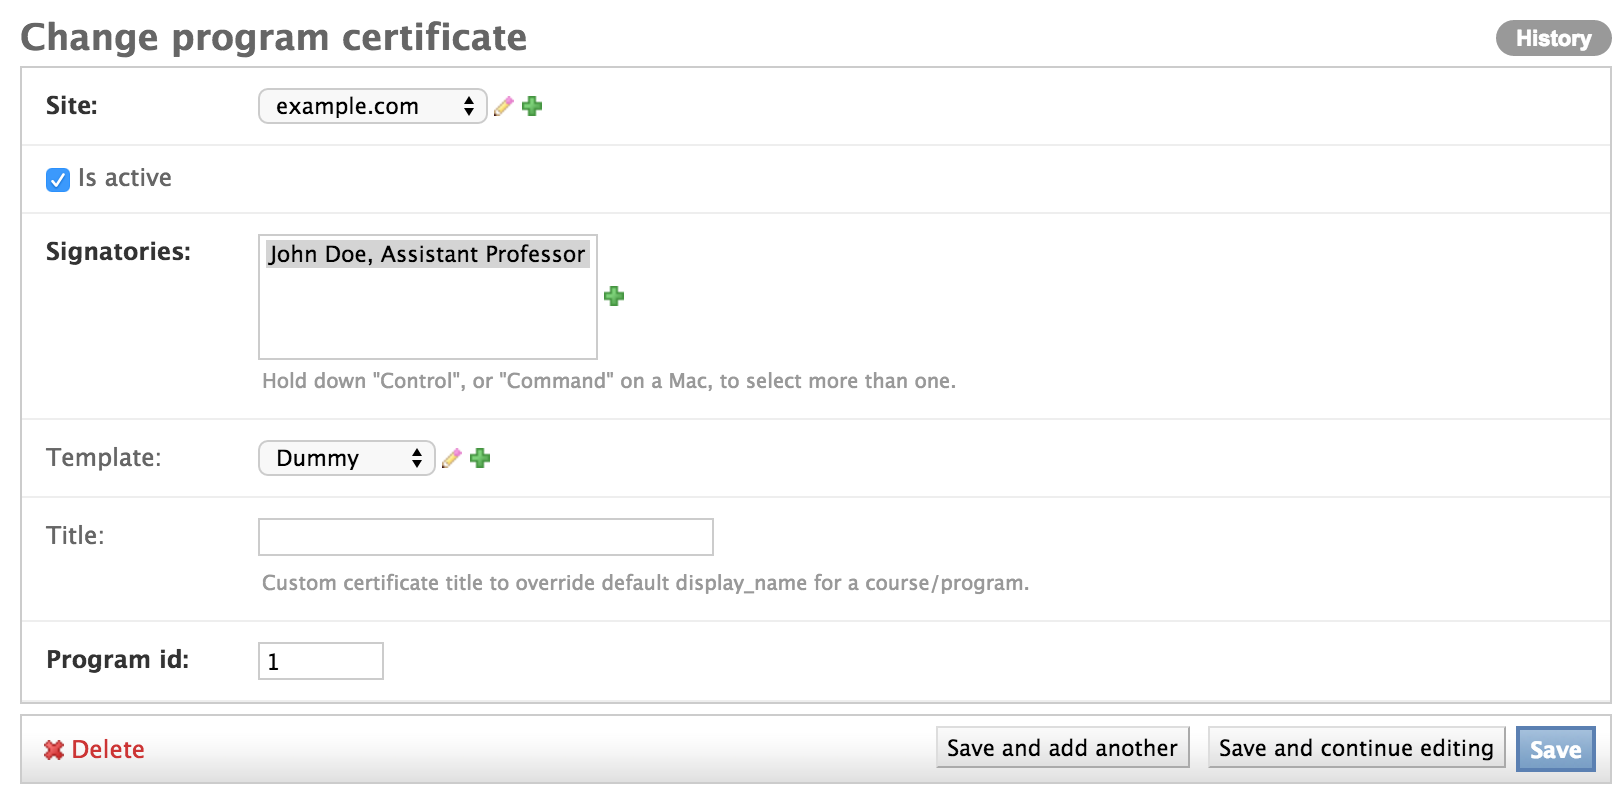 Change program certificate
History
Site:
example.com
Is active
Signatories:
John Doe, Assistant Professor
Hold down "Control", or "Command" on a Mac, to select more than one.
Template:
Dummy
Title:
Custom certificate title to override default display_name for a course/program.
Program id:
1
Delete
Save and add another
Save and continue editing
Save